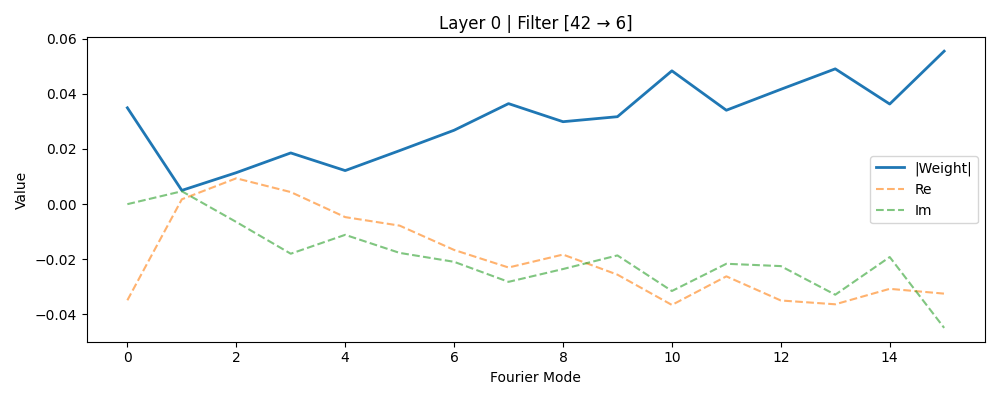 Layer 0 | Filter [42 → 6]
0.06
0.04
0.02
0.00
−0.02
−0.04
Value
|Weight|
Re
Im
0 2 4 6 8 10 12 14
Fourier Mode